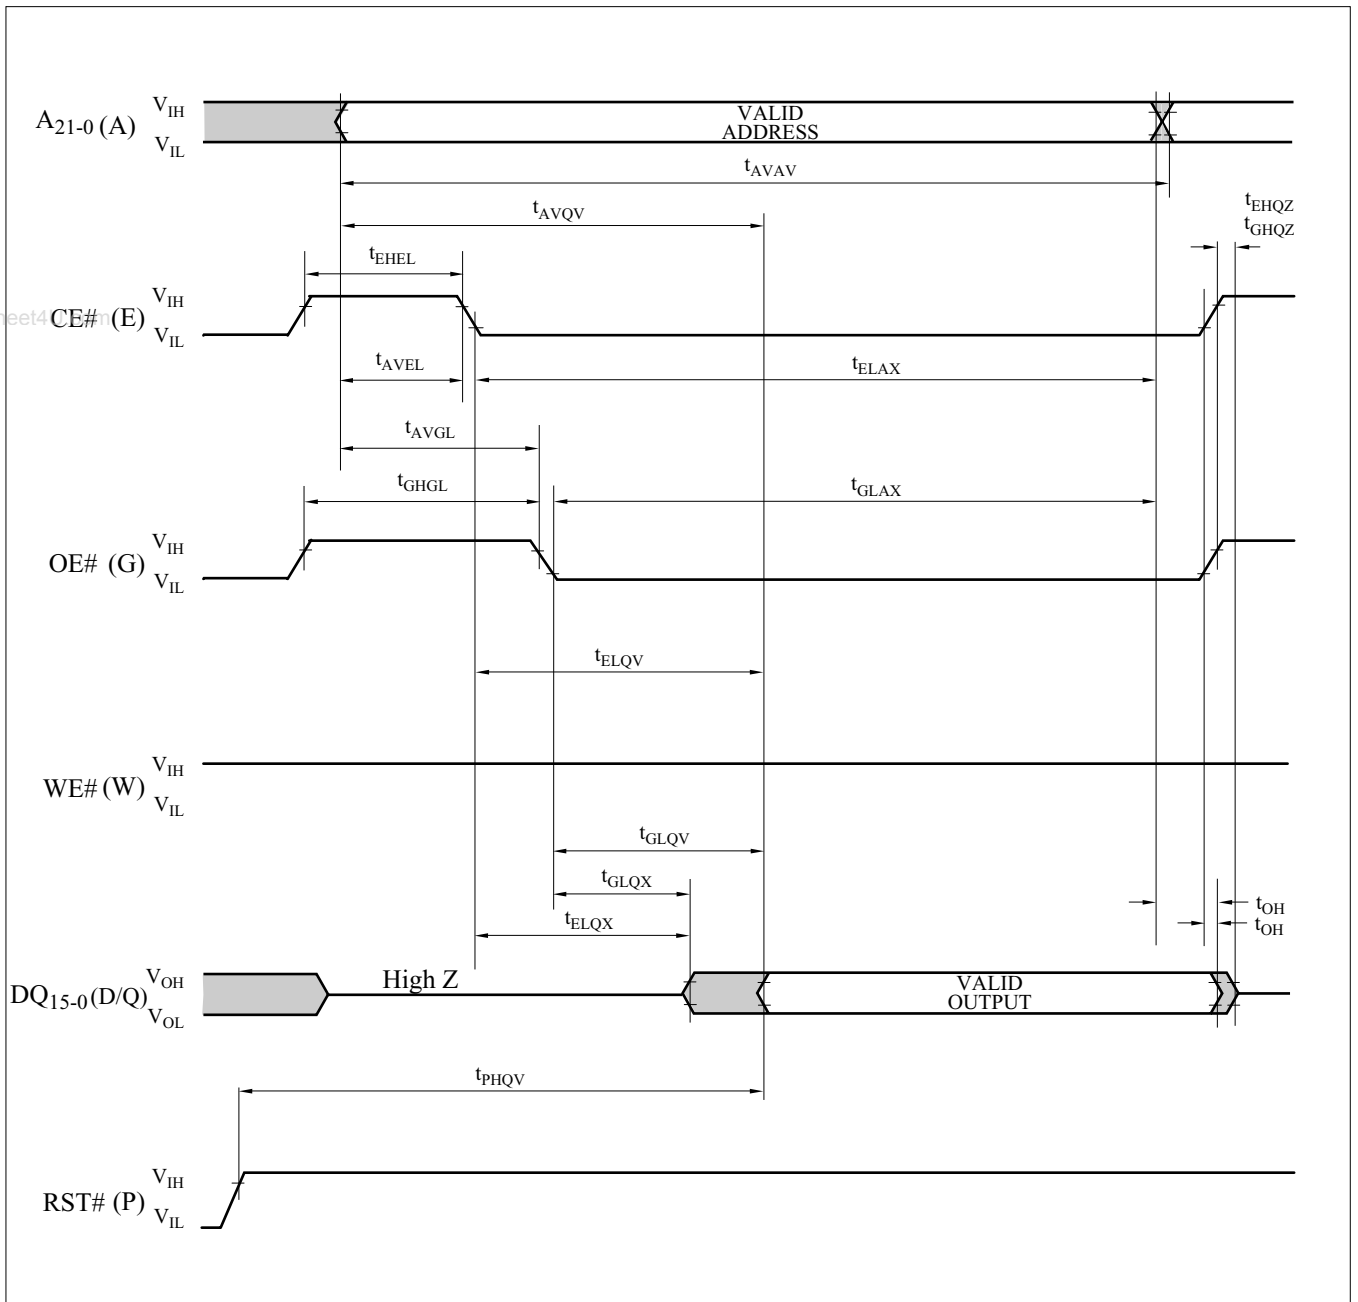 A21-0 (A)
VIH
VIL
VALID
ADDRESS
tAVAV
tAVQV
tEHQZ
tGHQZ
tEHEL
CE# (E)
VIH
VIL
tAVEL
tELAX
tAVGL
tGHGL
tGLAX
OE# (G)
VIH
VIL
tELQV
WE# (W)
VIH
VIL
tGLQV
tGLQX
tELQX
tOH
tOH
DQ15-0 (D/Q)
VOH
VOL
High Z
VALID
OUTPUT
tPHQV
RST# (P)
VIH
VIL